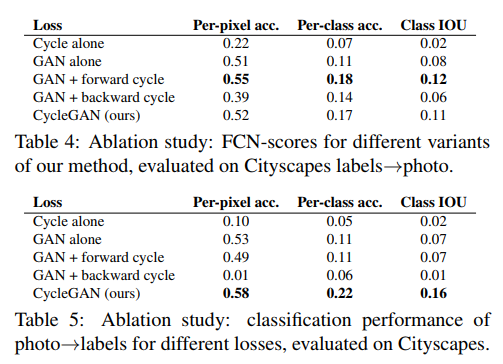 Loss Per-pixel acc. Per-class acc. Class IOU
Cycle alone 0.22 0.07 0.02
GAN alone 0.51 0.11 0.08
GAN + forward cycle 0.55 0.18 0.12
GAN + backward cycle 0.39 0.14 0.06
CycleGAN (ours) 0.52 0.17 0.11
Table 4: Ablation study: FCN-scores for different variants
of our method, evaluated on Cityscapes labels→photo.
Loss Per-pixel acc. Per-class acc. Class IOU
Cycle alone 0.10 0.05 0.02
GAN alone 0.53 0.11 0.07
GAN + forward cycle 0.49 0.11 0.07
GAN + backward cycle 0.01 0.06 0.01
CycleGAN (ours) 0.58 0.22 0.16
Table 5: Ablation study: classification performance of
photo→labels for different losses, evaluated on Cityscapes.